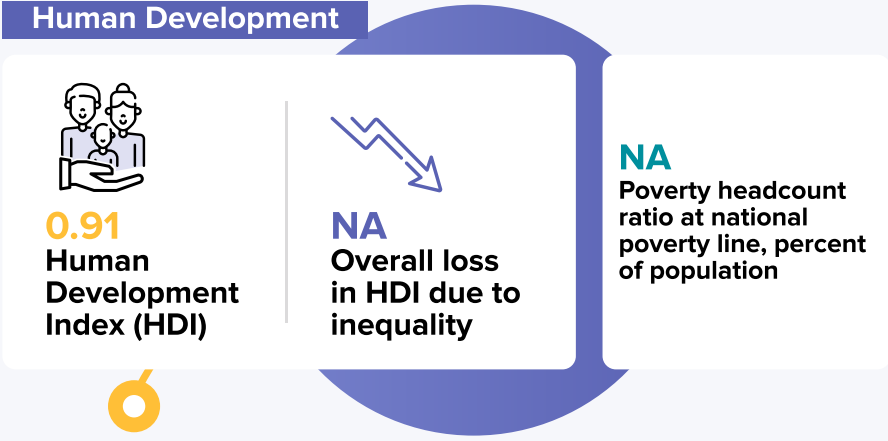 Human Development
0.91
Human
Development
Index (HDI)
NA
Overall loss
in HDI due to
inequality
NA
Poverty headcount
ratio at national
poverty line, percent
of population